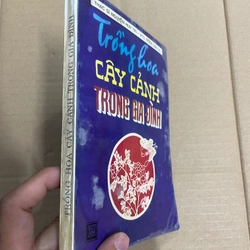 Trồng hoa
CÂY CẢNH
TRONG GIA ĐÌNH
TRỒNG HOA CÂY CẢNH TRONG GIA ĐÌNH